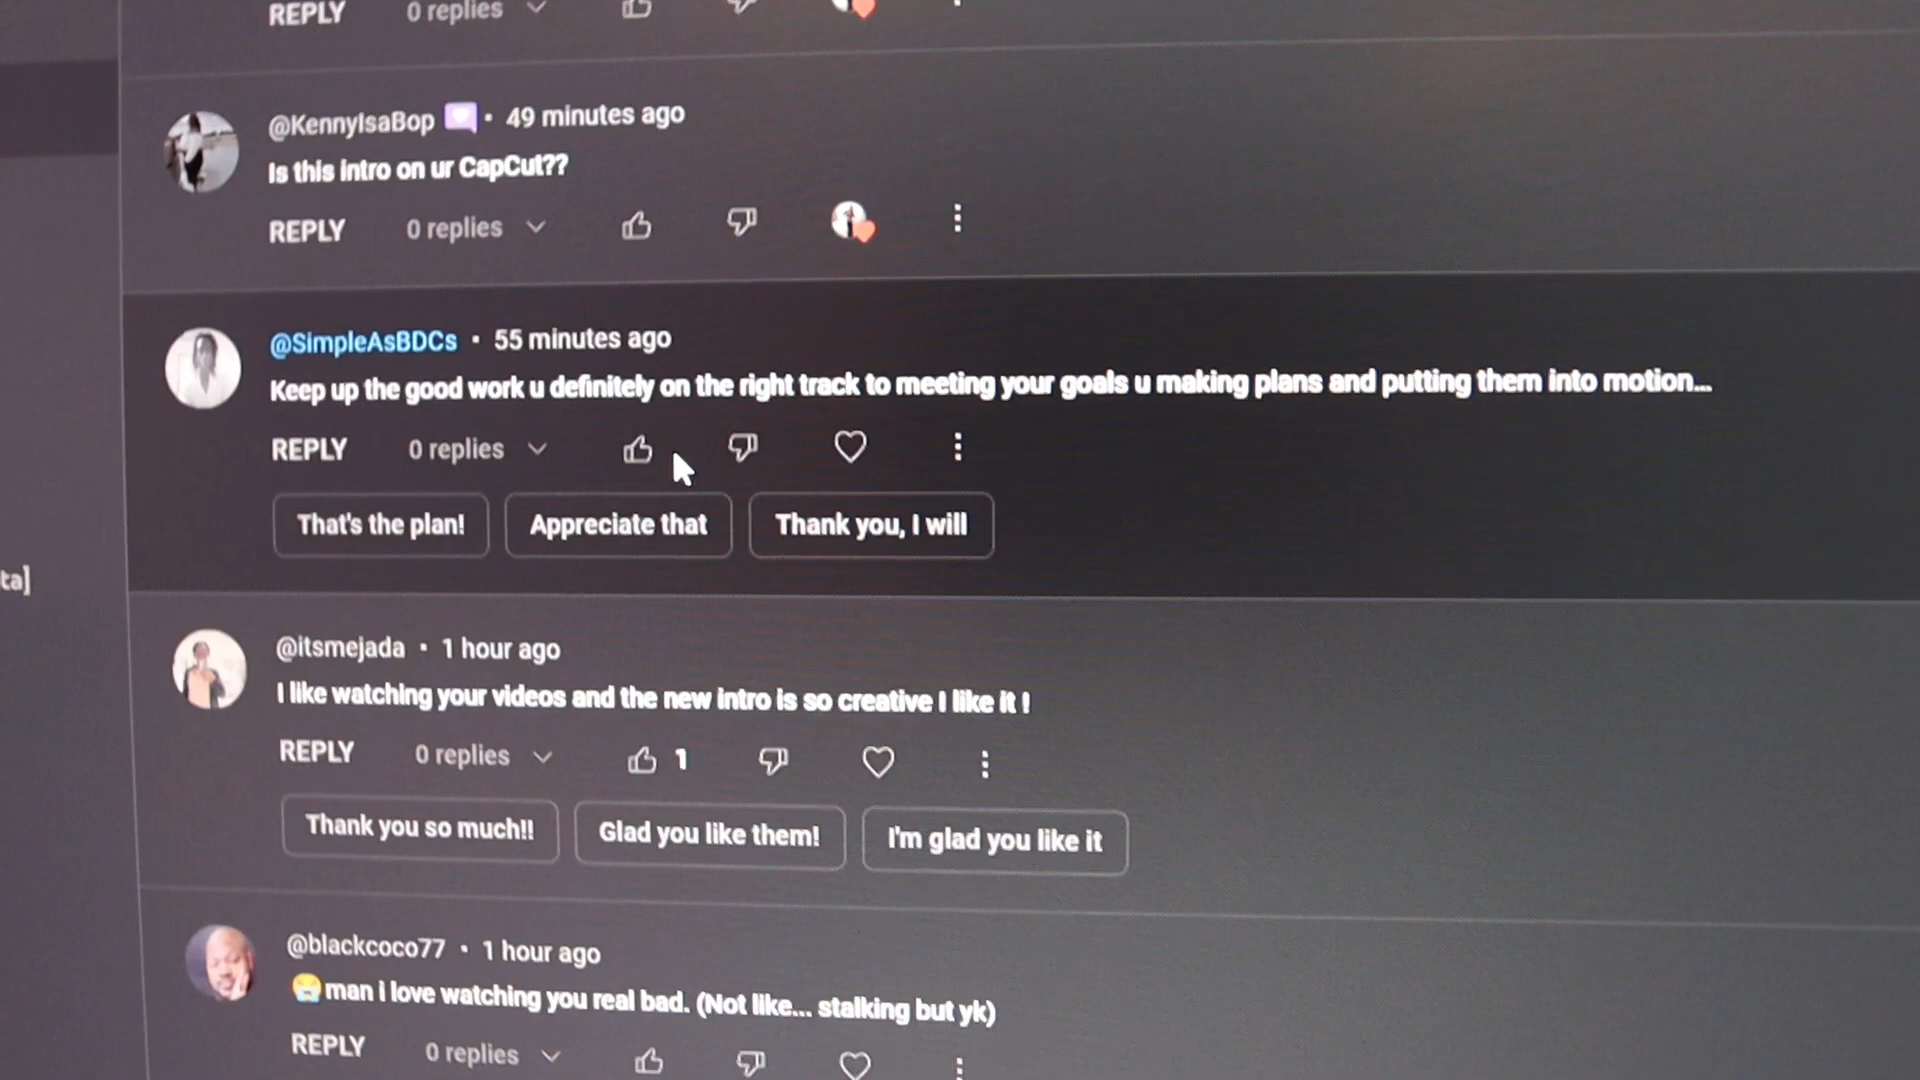 REPLY 0 replies
@KennyIsaBop • 49 minutes ago
Is this intro on ur CapCut??
REPLY 0 replies
@SimpleAsBDCs • 55 minutes ago
Keep up the good work u definitely on the right track to meeting your goals u making plans and putting them into motion...
REPLY 0 replies
That's the plan! Appreciate that Thank you, I will
ta]
@itsmejada • 1 hour ago
I like watching your videos and the new intro is so creative I like it !
REPLY 0 replies 1
Thank you so much!! Glad you like them! I'm glad you like it
@blackcoco77 • 1 hour ago
😭man i love watching you real bad. (Not like... stalking but yk)
REPLY 0 replies